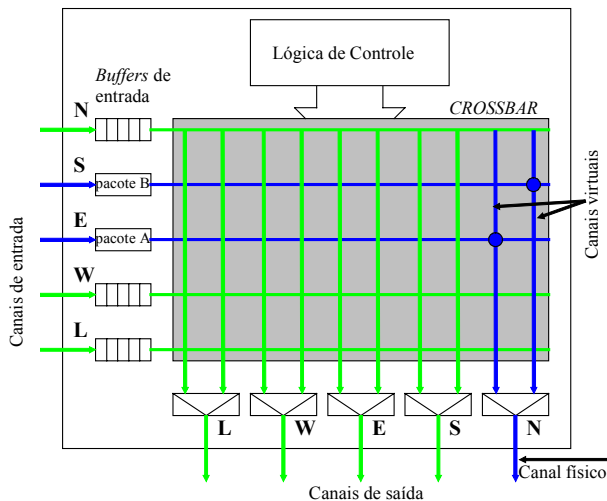 Lógica de Controle
Buffers de
entrada
CROSSBAR
N
S
pacote B
E
pacote A
W
L
Canais de entrada
Canais virtuais
L
W
E
S
N
Canal físico
Canais de saída